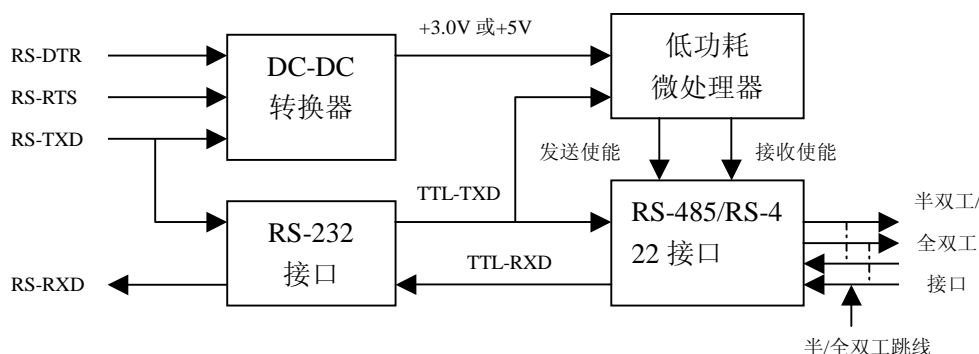 +3.0V 或+5V
RS-DTR
RS-RTS
RS-TXD
DC-DC
转换器
低功耗
微处理器
发送使能
接收使能
TTL-TXD
RS-232
接口
RS-485/RS-4
22 接口
半双工/
全双工
接口
TTL-RXD
RS-RXD
半/全双工跳线